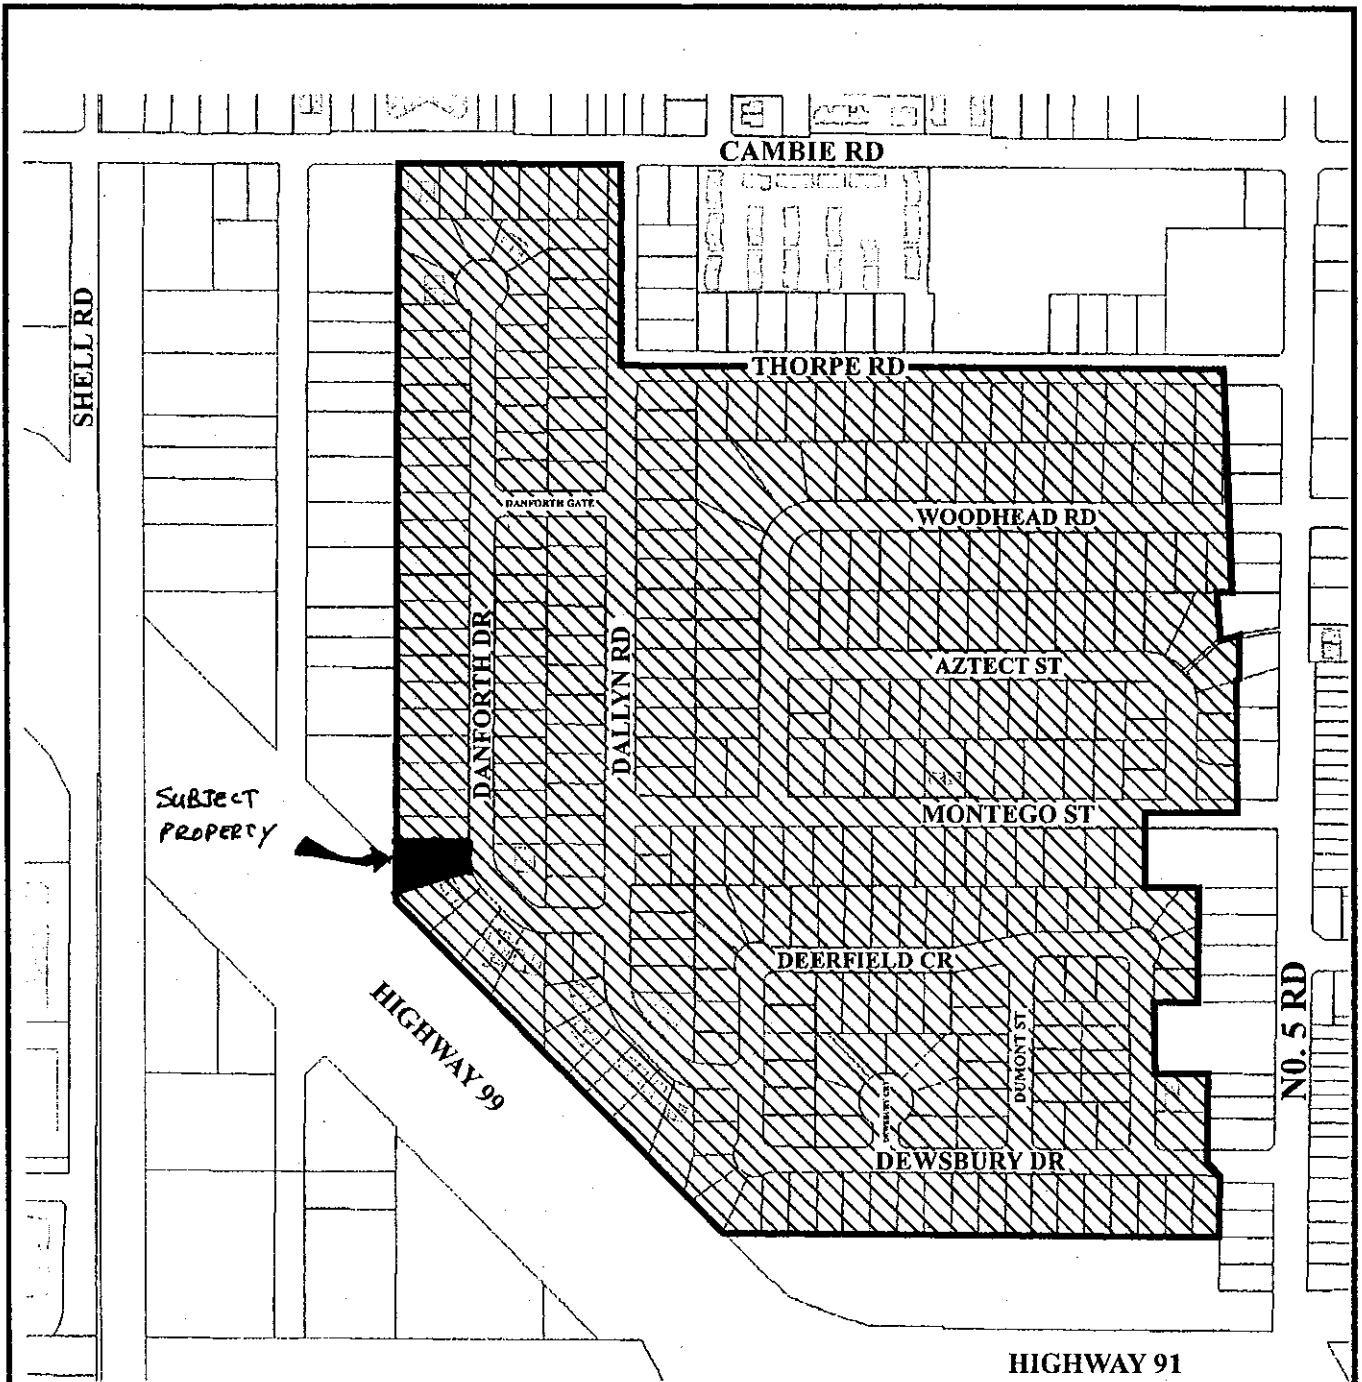 CAMBIE RD
SHELL RD
THORPE RD
DANFORTH GATE
WOODHEAD RD
DANFORTH DR
DALLYN RD
AZTECT ST
SUBJECT
PROPERTY
MONTEGO ST
DEERFIELD CR
HIGHWAY 99
DUMONT ST
N0. 5 RD
DEWSBURY DR
HIGHWAY 91